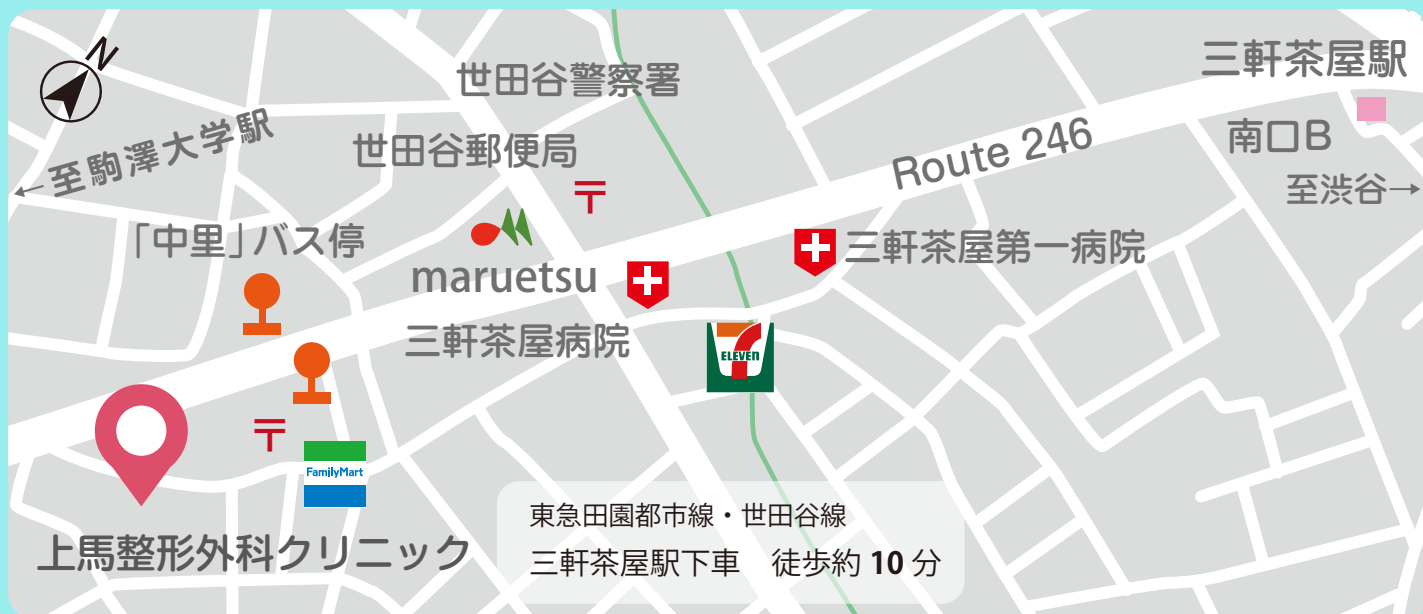 N
三軒茶屋駅
世田谷警察署
南口B
至渋谷→
Route 246
世田谷郵便局
〒
←至駒澤大学駅
「中里」バス停
maruetsu
三軒茶屋第一病院
三軒茶屋病院
7
ELEVEN
〒
FamilyMart
上馬整形外科クリニック
東急田園都市線・世田谷線
三軒茶屋駅下車　徒歩約 10 分